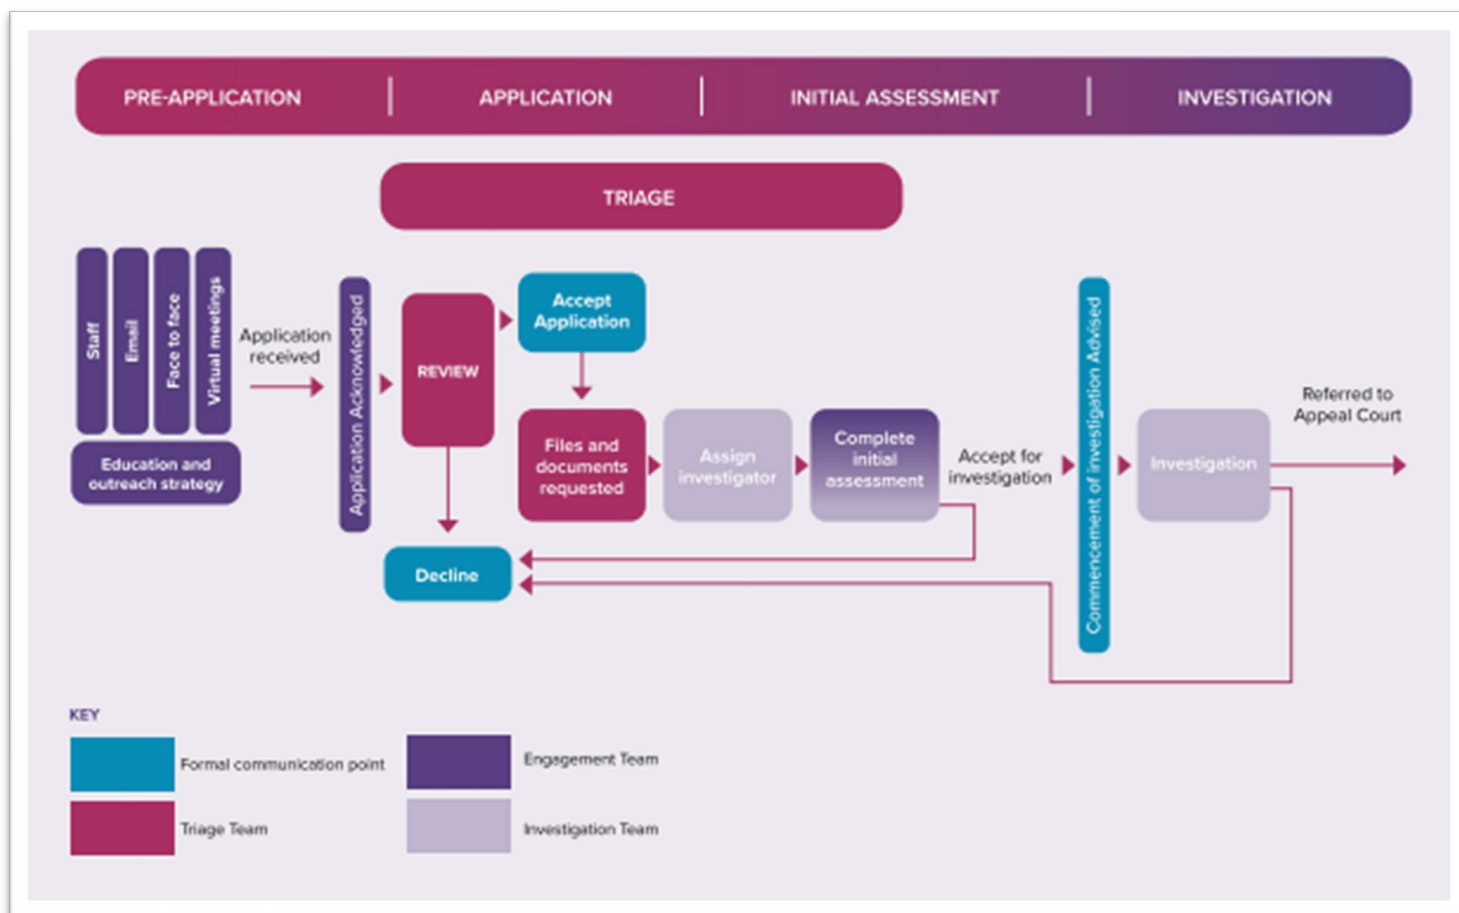 PRE-APPLICATION
APPLICATION
INITIAL ASSESSMENT
INVESTIGATION
TRIAGE
Staff
Email
Face to face
Virtual meetings
Education and
outreach strategy
Application
received
Application Acknowledged
REVIEW
Accept
Application
Files and
documents
requested
Assign
investigator
Complete
initial
assessment
Accept for
investigation
Commencement of investigation Advised
Investigation
Referred to
Appeal Court
Decline
KEY
Formal communication point
Engagement Team
Triage Team
Investigation Team